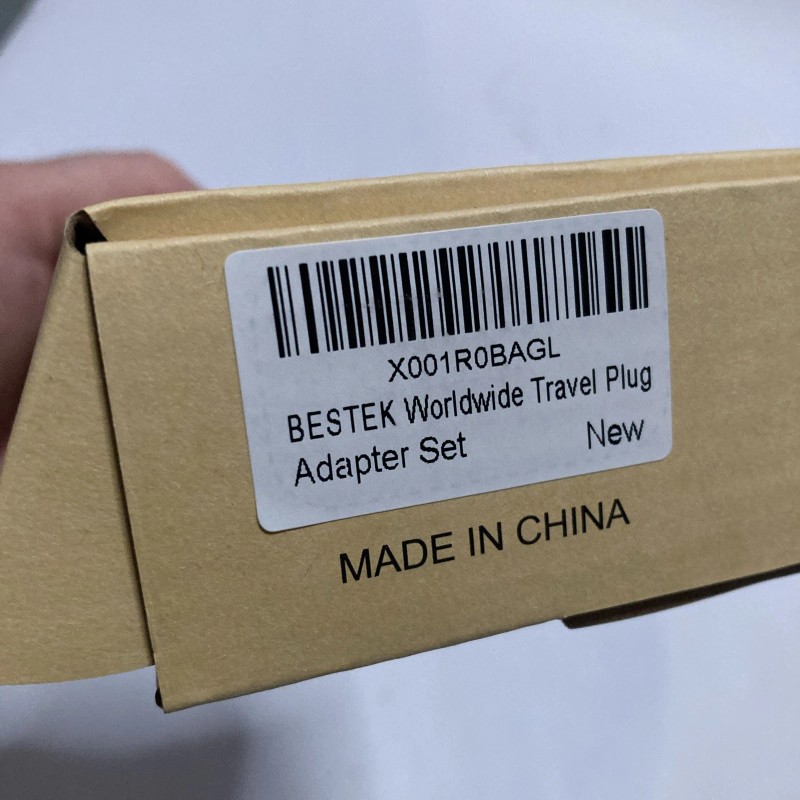 X001R0BAGL
BESTEK Worldwide Travel Plug
Adapter Set New
MADE IN CHINA